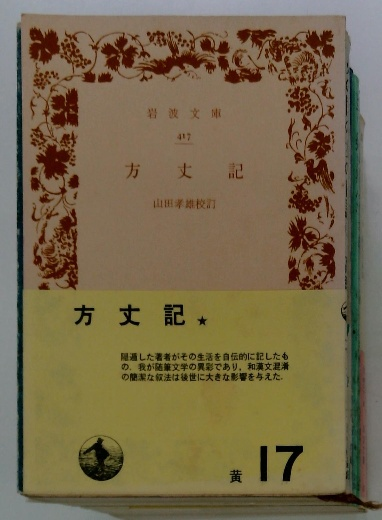 岩波文庫
417
方丈記
山田孝雄校訂
方丈記 ★
隠遁した著者がその生活を自伝的に記したも
の．我が随筆文学の異彩であり，和漢文混淆
の簡潔な叙法は後世に大きな影響を与えた．
黄 17